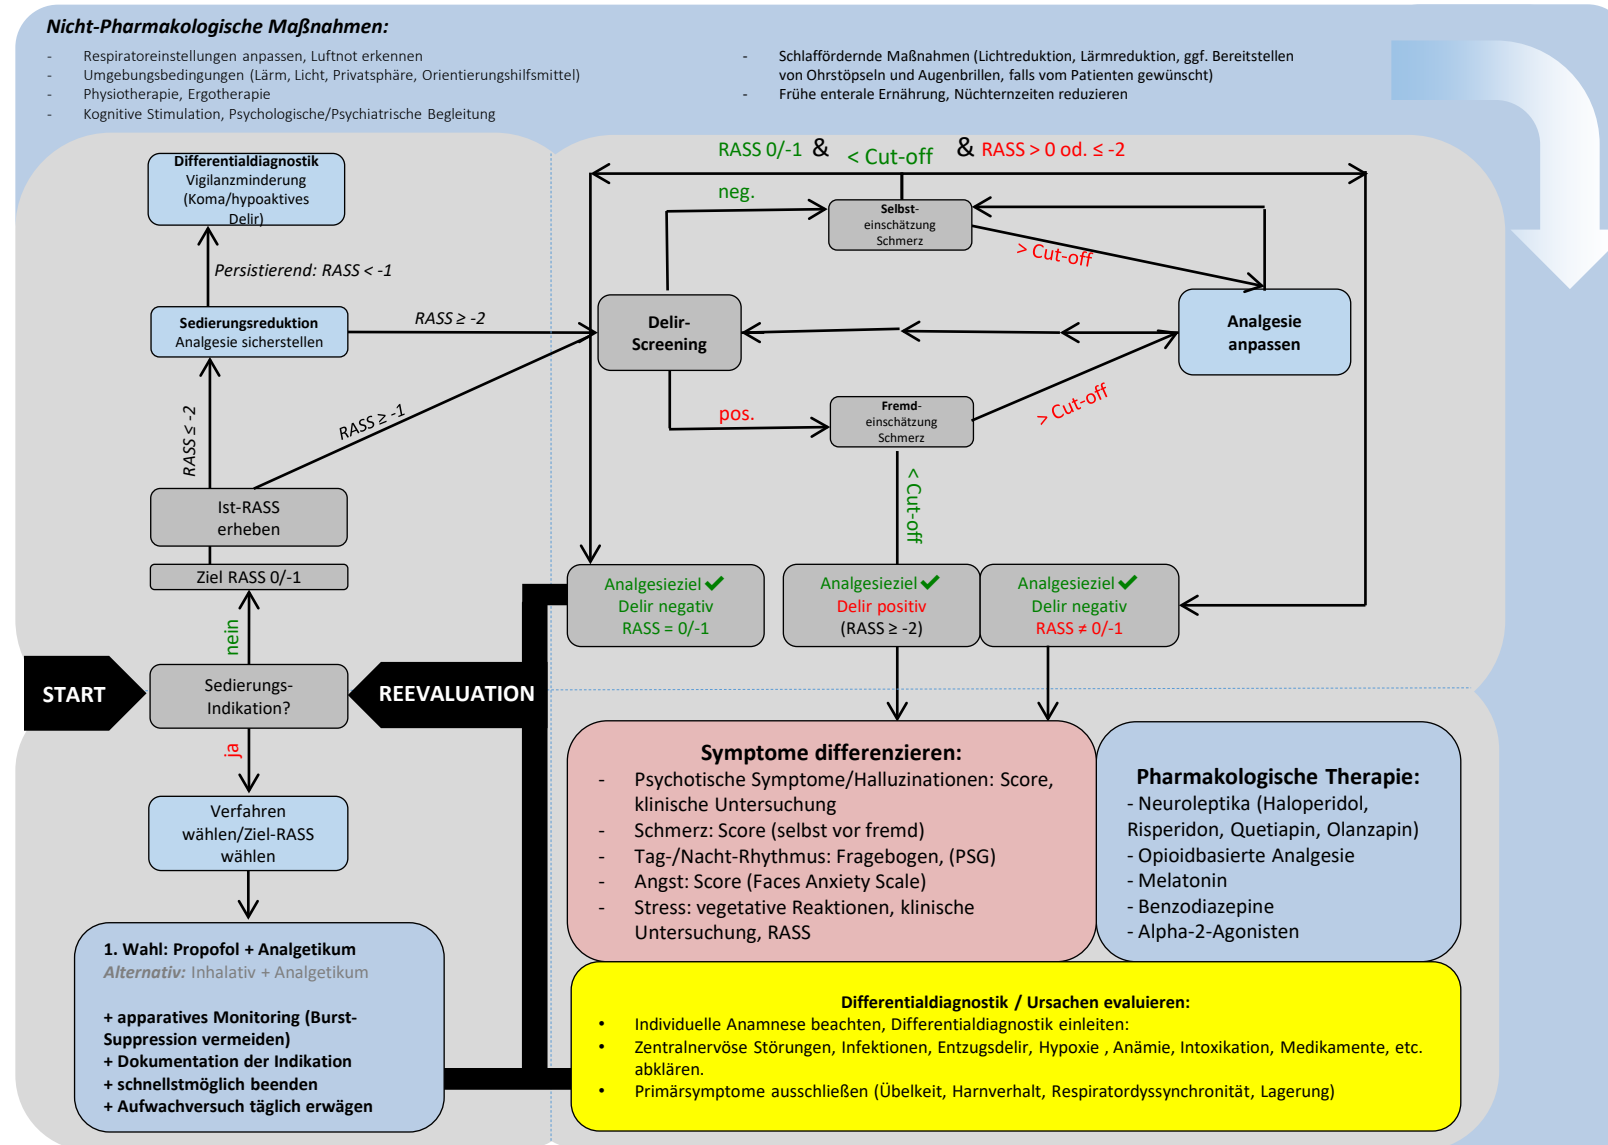 Nicht-Pharmakologische Maßnahmen:
- Respiratoreinstellungen anpassen, Luftnot erkennen
- Umgebungsbedingungen (Lärm, Licht, Privatsphäre, Orientierungshilfsmittel)
- Physiotherapie, Ergotherapie
- Kognitive Stimulation, Psychologische/Psychiatrische Begleitung
- Schlaffördernde Maßnahmen (Lichtreduktion, Lärmreduktion, ggf. Bereitstellen
von Ohrstöpseln und Augenbrillen, falls vom Patienten gewünscht)
- Frühe enterale Ernährung, Nüchternzeiten reduzieren
Differentialdiagnostik
Vigilanzminderung
(Koma/hypoaktives
Delir)
Persistierend: RASS < -1
Sedierungsreduktion
Analgesie sicherstellen
RASS ≥ -2
RASS ≤ -2
RASS ≥ -1
Ist-RASS
erheben
Ziel RASS 0/-1
nein
START
Sedierungs-
Indikation?
REEVALUATION
ja
Verfahren
wählen/Ziel-RASS
wählen
1. Wahl: Propofol + Analgetikum
Alternativ: Inhalativ + Analgetikum
+ apparatives Monitoring (Burst-
Suppression vermeiden)
+ Dokumentation der Indikation
+ schnellstmöglich beenden
+ Aufwachversuch täglich erwägen
RASS 0/-1 & < Cut-off & RASS > 0 od. ≤ -2
neg.
Selbst-
einschätzung
Schmerz
> Cut-off
Delir-
Screening
Analgesie
anpassen
pos.
Fremd-
einschätzung
Schmerz
> Cut-off
< Cut-off
Analgesieziel ✔
Delir negativ
RASS = 0/-1
Analgesieziel ✔
Delir positiv
(RASS ≥ -2)
Analgesieziel ✔
Delir negativ
RASS ≠ 0/-1
Symptome differenzieren:
- Psychotische Symptome/Halluzinationen: Score,
klinische Untersuchung
- Schmerz: Score (selbst vor fremd)
- Tag-/Nacht-Rhythmus: Fragebogen, (PSG)
- Angst: Score (Faces Anxiety Scale)
- Stress: vegetative Reaktionen, klinische
Untersuchung, RASS
Pharmakologische Therapie:
- Neuroleptika (Haloperidol,
Risperidon, Quetiapin, Olanzapin)
- Opioidbasierte Analgesie
- Melatonin
- Benzodiazepine
- Alpha-2-Agonisten
Differentialdiagnostik / Ursachen evaluieren:
• Individuelle Anamnese beachten, Differentialdiagnostik einleiten:
• Zentralnervöse Störungen, Infektionen, Entzugsdelir, Hypoxie , Anämie, Intoxikation, Medikamente, etc.
abklären.
• Primärsymptome ausschließen (Übelkeit, Harnverhalt, Respiratordyssynchronität, Lagerung)